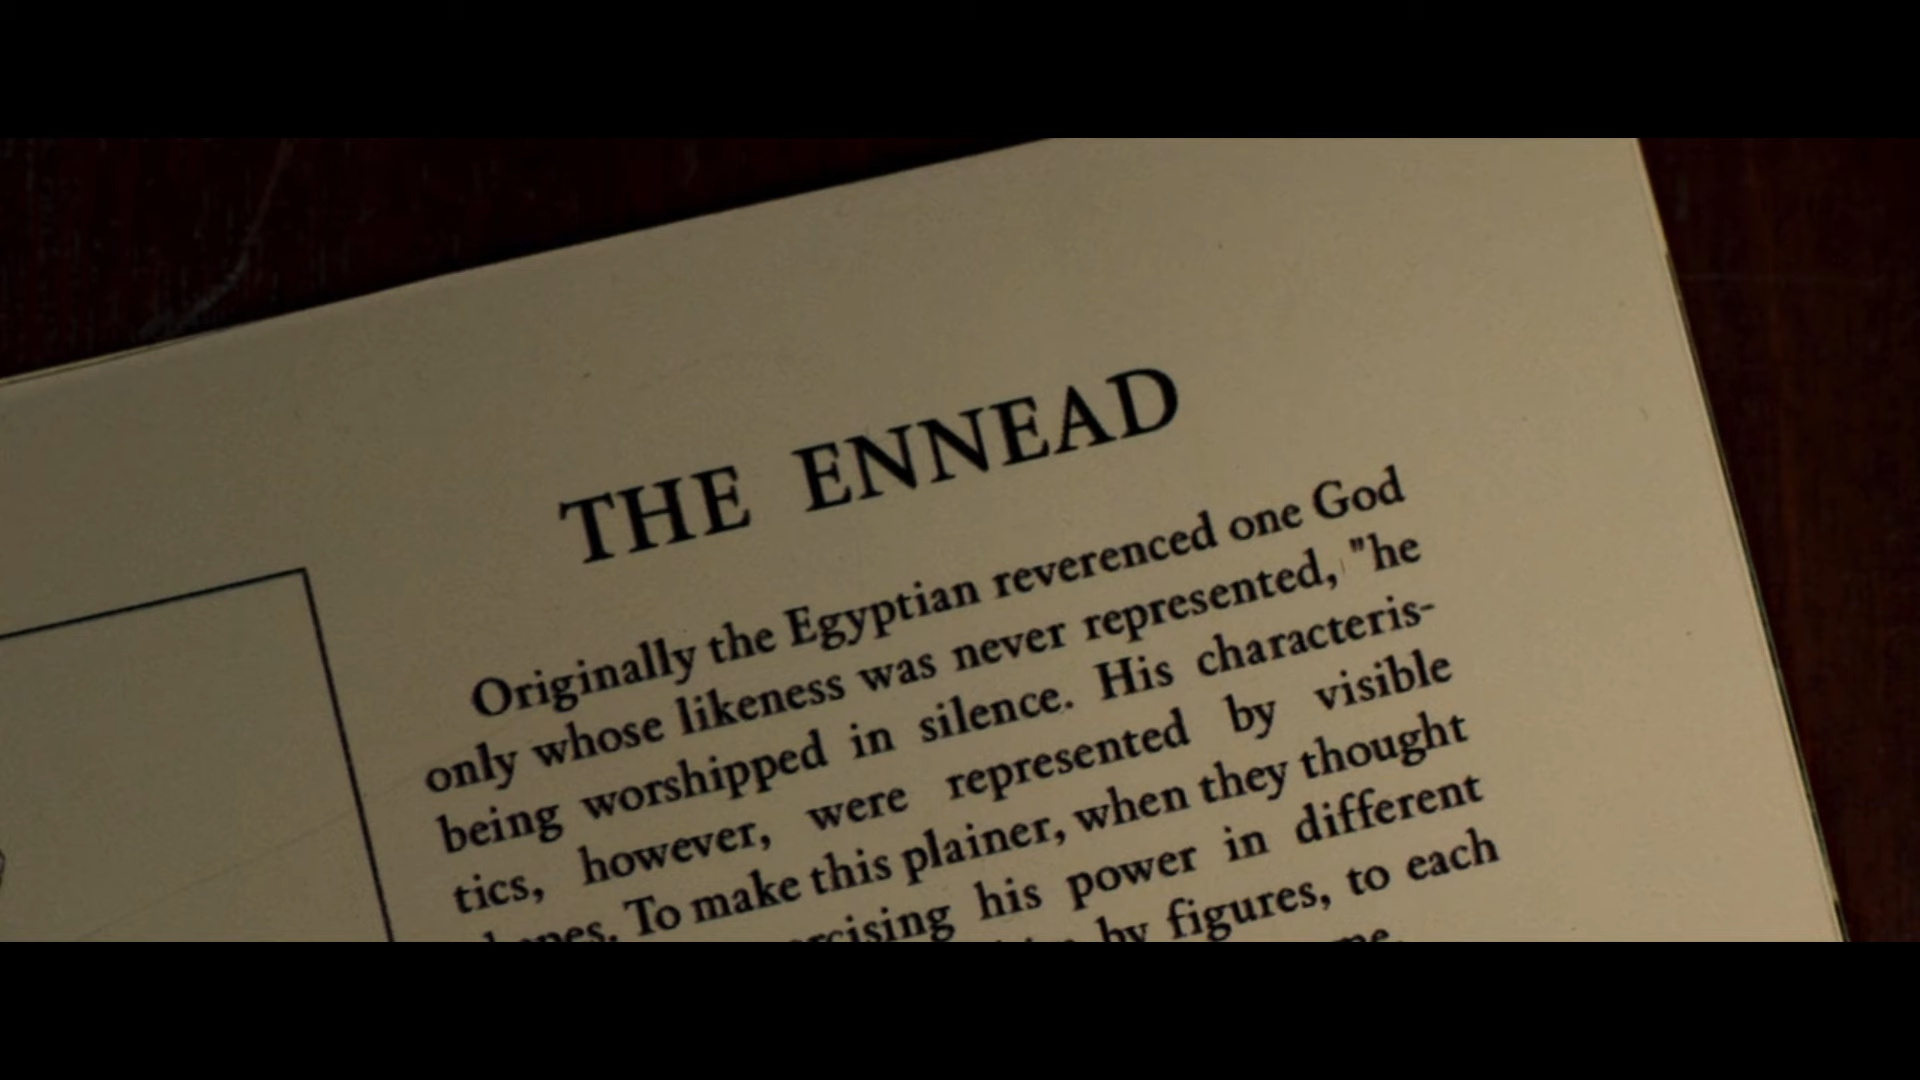 THE ENNEAD
Originally the Egyptian reverenced one God
only whose likeness was never represented, "he
being worshipped in silence. His characteris-
tics, however, were represented by visible
To make this plainer, when they thought
his power in different
by figures, to each